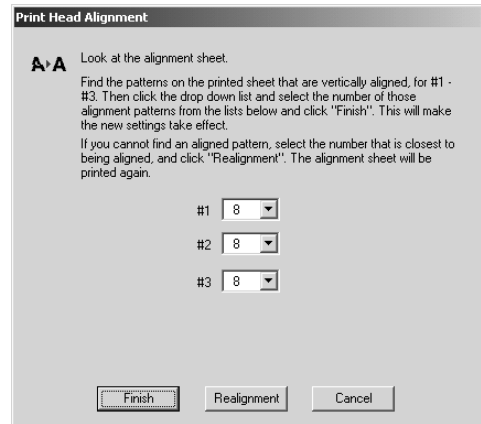 Print Head Alignment
A A Look at the alignment sheet.
Find the patterns on the printed sheet that are vertically aligned, for #1 -
#3. Then click the drop down list and select the number of those
alignment patterns from the lists below and click "Finish". This will make
the new settings take effect.
If you cannot find an aligned pattern, select the number that is closest to
being aligned, and click "Realignment". The alignment sheet will be
printed again.
#1 8
#2 8
#3 8
Finish Realignment Cancel